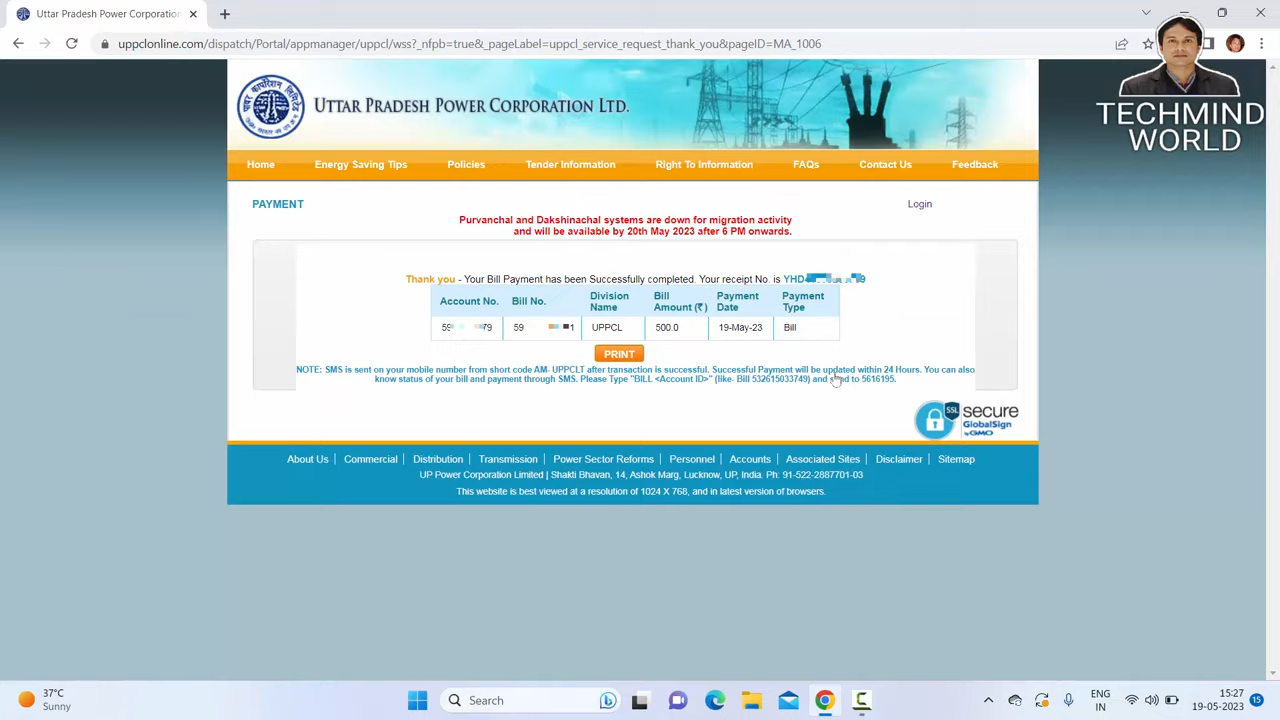 Uttar Pradesh Power Corporati
uppclonline.com/dispatch/Portal/appmanager/uppcl/wss?_nfpb=
PageLabel=uppcl_service_request_thank_you&pageID=MA_1006
TECHMIND
WORLD
UTTAR PRADESH POWER CORPORATION LTD.
Home Energy Saving Tips Policies Tender Information Right To Information FAQs Contact Us Feedback
PAYMENT
Login
Purvanchal and Dakshinachal systems are down for migration activity
and will be available by 20th May 2023 after 6 PM onwards.
Thank you - Your Bill Payment has been Successfully completed. Your receipt No. is
Account No. Bill No. Division Name Bill Amount (₹) Payment Date Payment Type
59 79 59 1 UPPCL 500.0 19-May-23 Bill
PRINT
NOTE: SMS is sent on your mobile number from short code AM- UPPCLT after transaction is successful. Successful Payment will be updated within 24 Hours. You can also
know status of your bill and payment through SMS. Please Type "BILL <Account ID>" (like- Bill 532615033749) and to 5616195.
SSL secure
GlobalSign
by GMO
About Us Commercial Distribution Transmission Power Sector Reforms Personnel Accounts Associated Sites Disclaimer Sitemap
UP Power Corporation Limited | Shakti Bhavan, 14, Ashok Marg, Lucknow, UP, India. Ph: 91-522-2887701-03
This website is best viewed at a resolution of 1024 X 768, and in latest version of browsers.
37°C
Sunny
Search
ENG
IN
15:27
19-05-2023
15